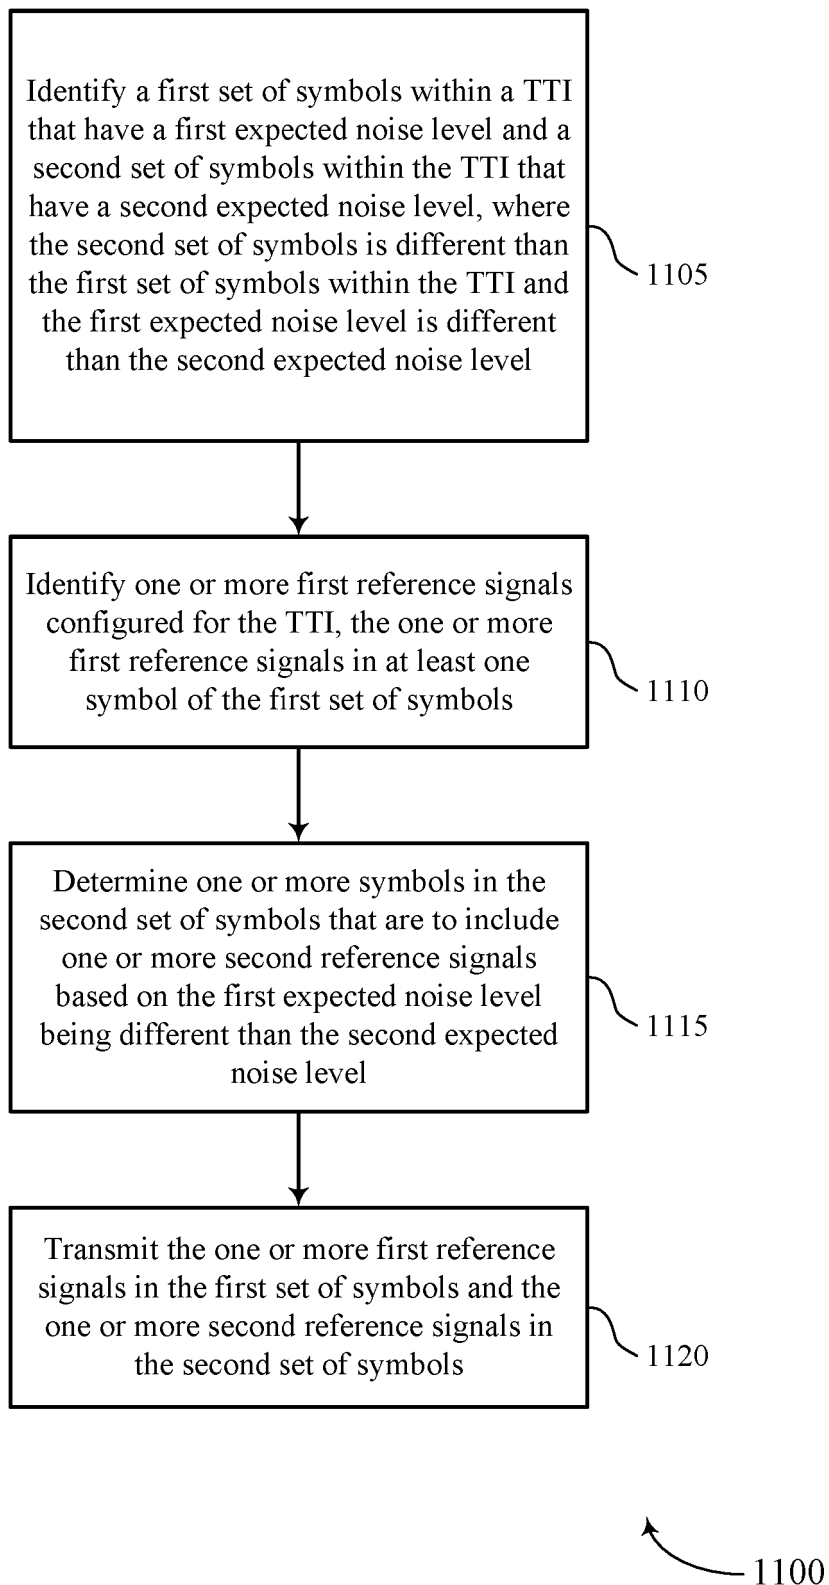 Identify a first set of symbols within a TTI
that have a first expected noise level and a
second set of symbols within the TTI that
have a second expected noise level, where
the second set of symbols is different than
the first set of symbols within the TTI and
the first expected noise level is different
than the second expected noise level
1105
Identify one or more first reference signals
configured for the TTI, the one or more
first reference signals in at least one
symbol of the first set of symbols
1110
Determine one or more symbols in the
second set of symbols that are to include
one or more second reference signals
based on the first expected noise level
being different than the second expected
noise level
1115
Transmit the one or more first reference
signals in the first set of symbols and the
one or more second reference signals in
the second set of symbols
1120
1100